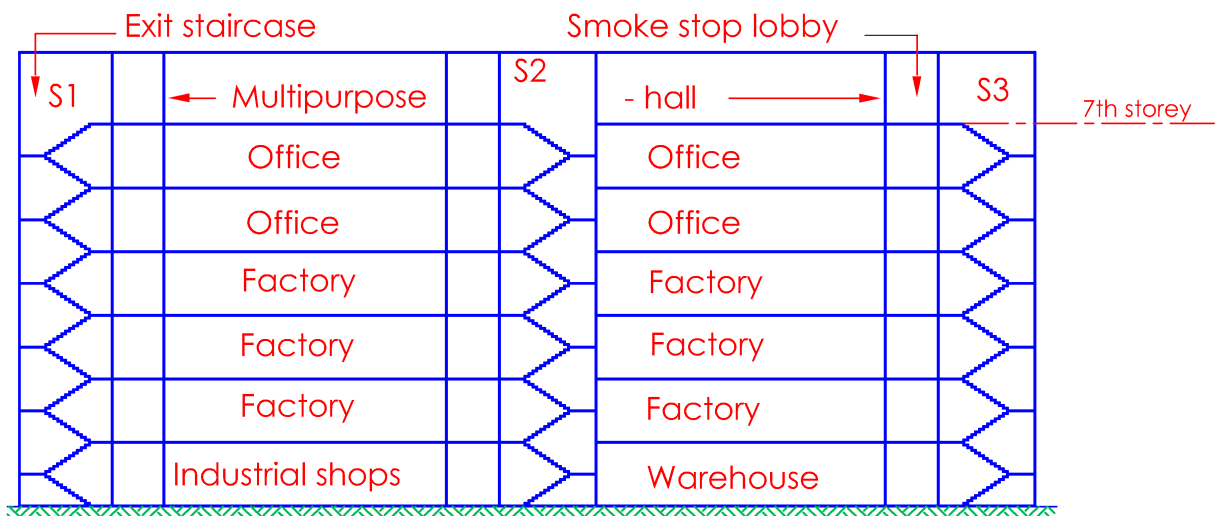 Exit staircase
Smoke stop lobby
S1
S2
S3
Multipurpose
- hall
7th storey
Office
Office
Office
Office
Factory
Factory
Factory
Factory
Factory
Factory
Industrial shops
Warehouse